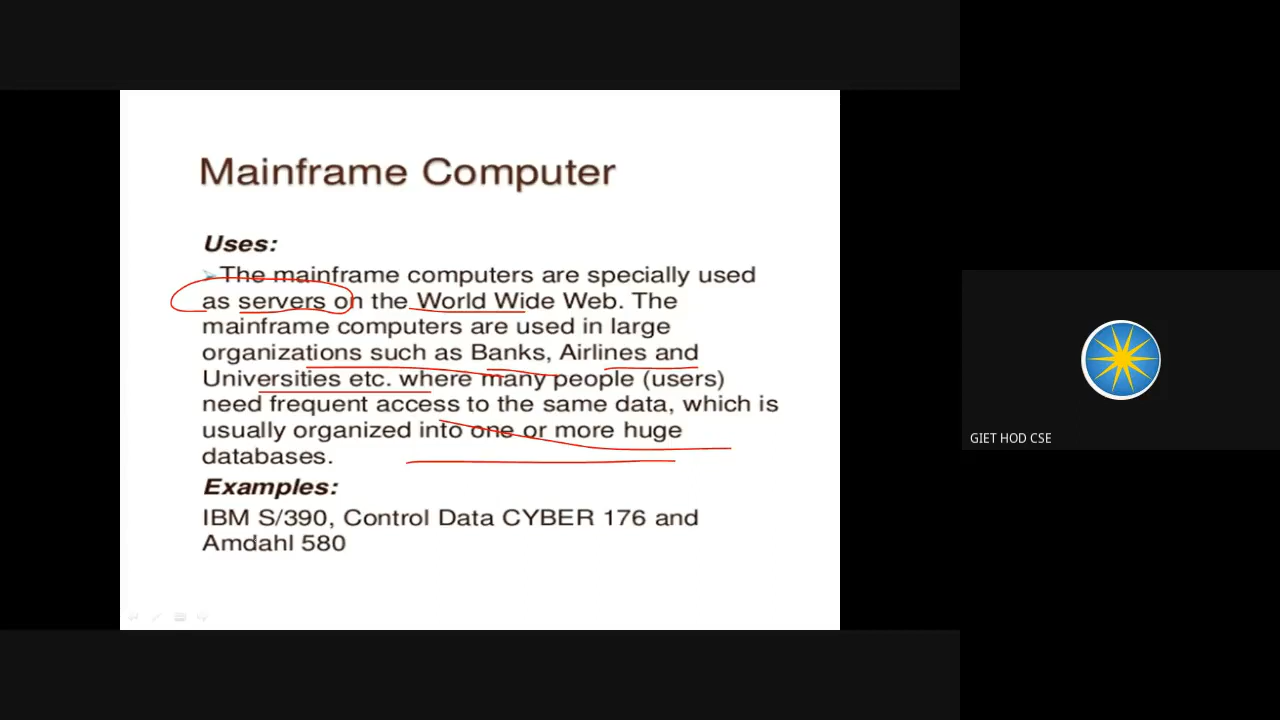 Mainframe Computer
Uses:
➢The mainframe computers are specially used
as servers on the World Wide Web. The
mainframe computers are used in large
organizations such as Banks, Airlines and
Universities etc. where many people (users)
need frequent access to the same data, which is
usually organized into one or more huge
databases.
Examples:
IBM S/390, Control Data CYBER 176 and
Amdahl 580
GIET HOD CSE